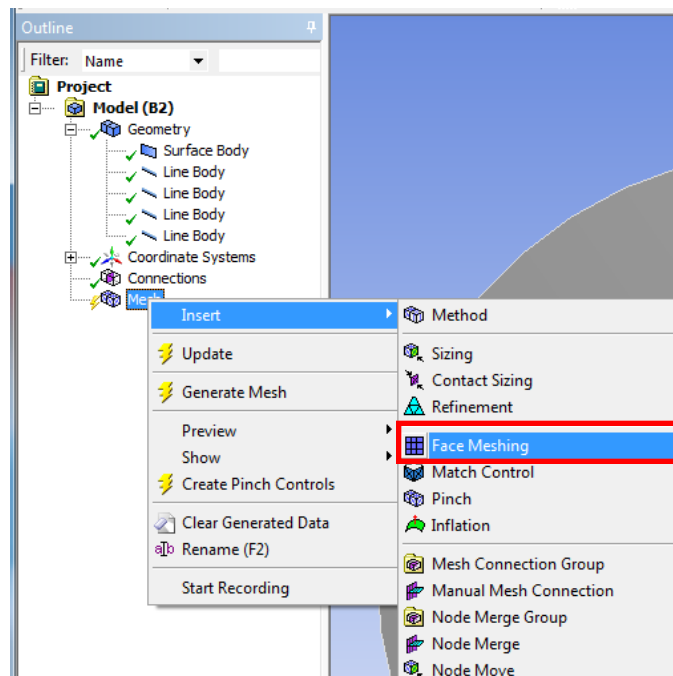 Outline
Filter: Name
Project
Model (B2)
Geometry
Surface Body
Line Body
Line Body
Line Body
Line Body
Coordinate Systems
Connections
Mesh
Insert
Update
Generate Mesh
Preview
Show
Create Pinch Controls
Clear Generated Data
Rename (F2)
Start Recording
Method
Sizing
Contact Sizing
Refinement
Face Meshing
Match Control
Pinch
Inflation
Mesh Connection Group
Manual Mesh Connection
Node Merge Group
Node Merge
Node Move